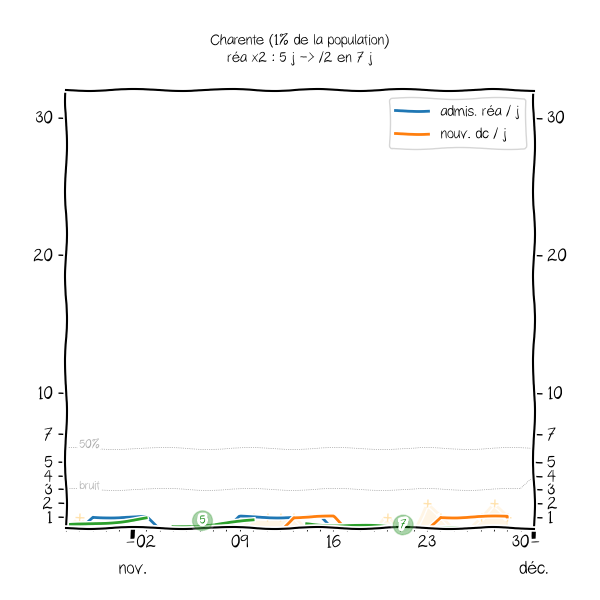 Charente (1% de la population)
réa x2 : 5 j -> /2 en 7 j
admis. réa / j
nouv. dc / j
30 30
20 20
10 10
7 7
50%
5 5
4 4
bruit
3 3
2 2
1 1
5 7
02 09 16 23 30
nov. déc.